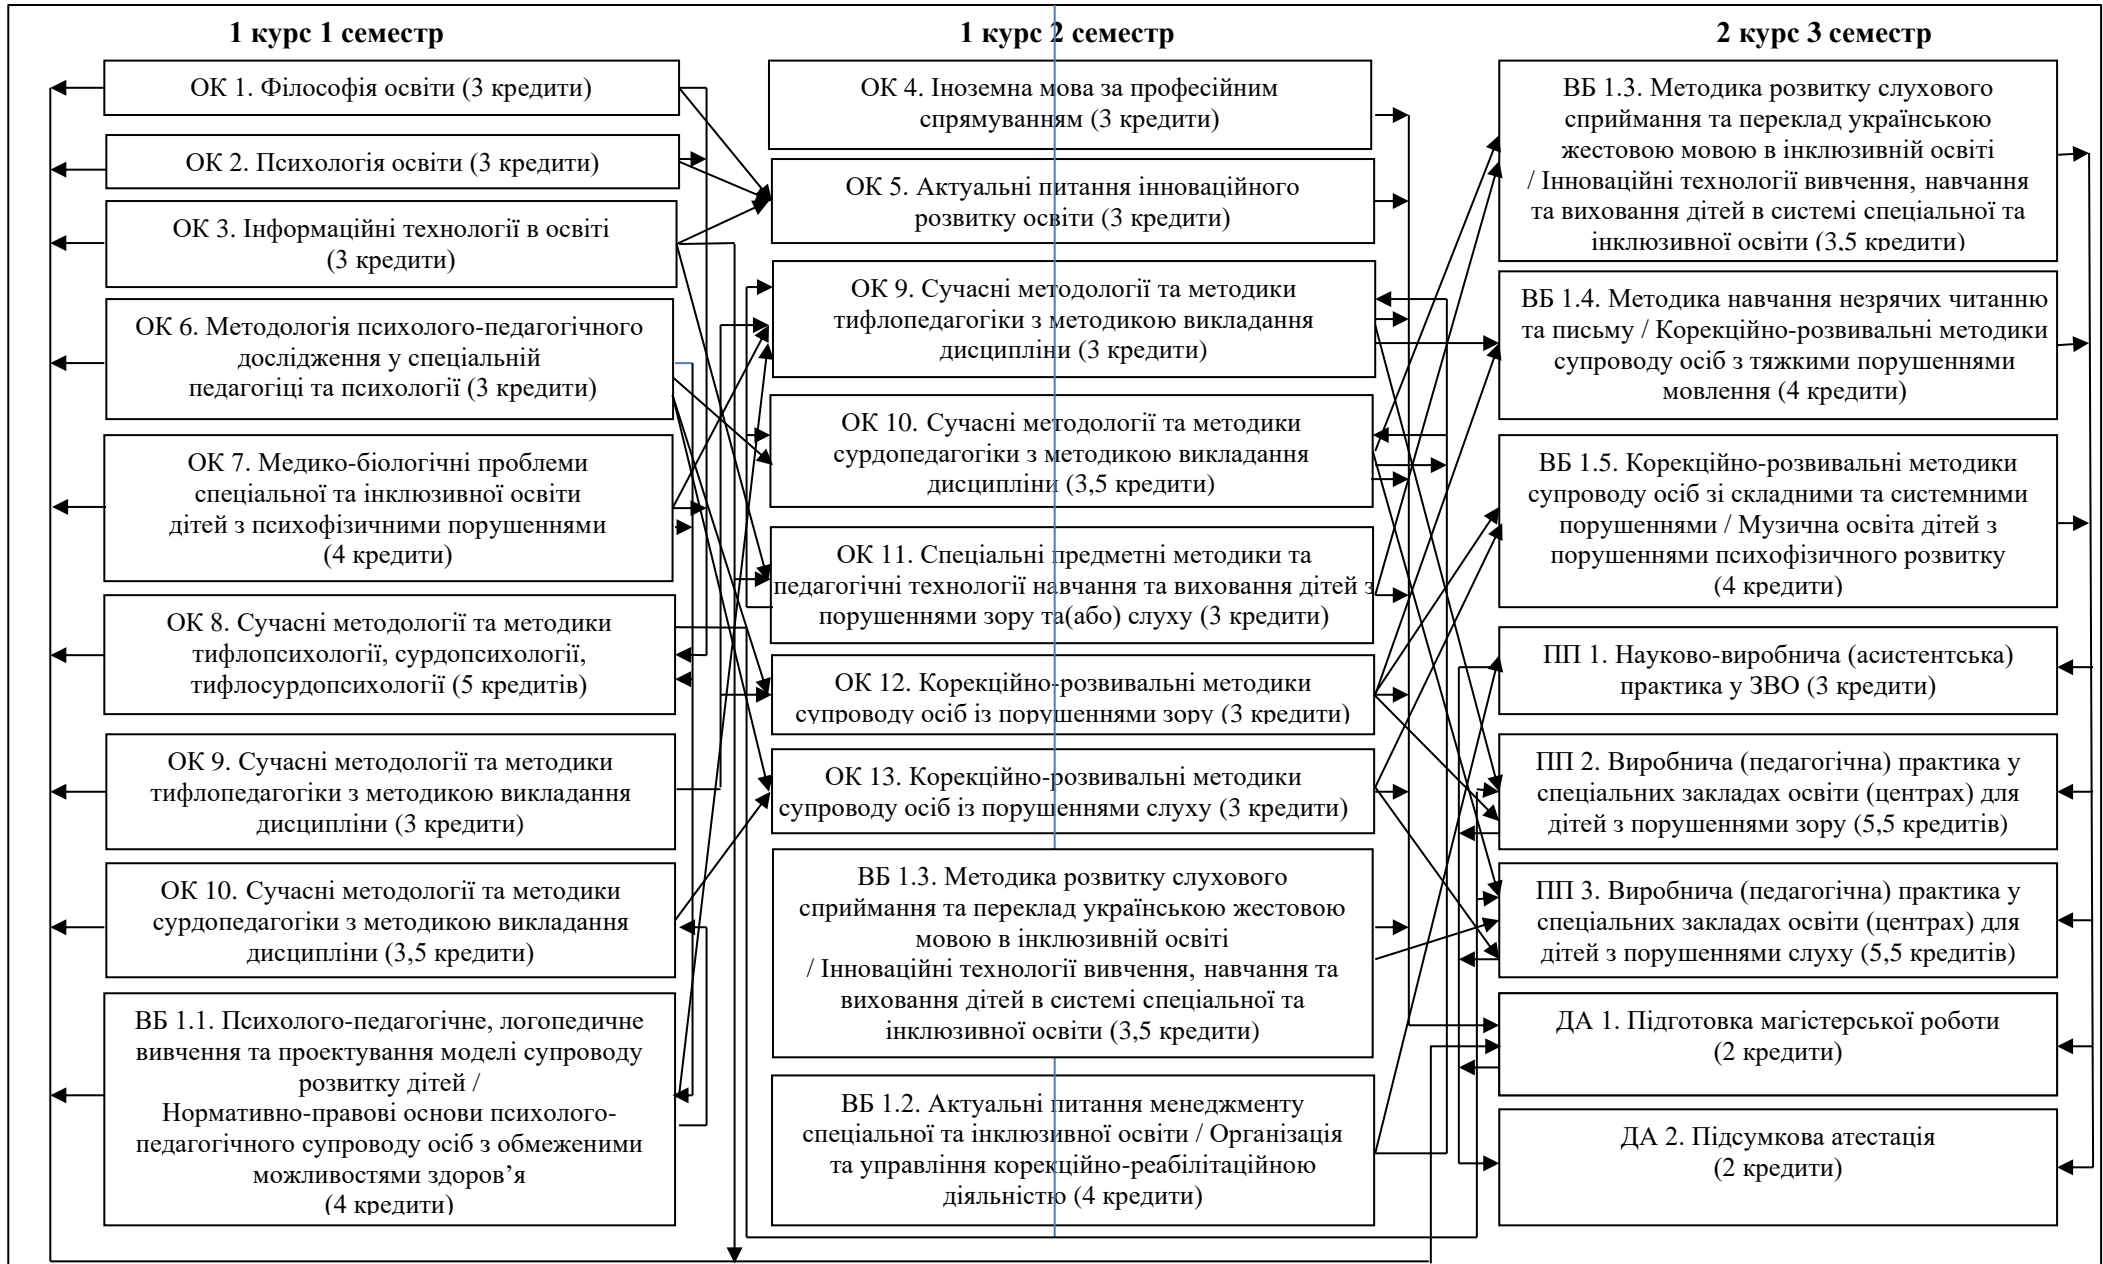 1 курс 1 семестр
ОК 1. Філософія освіти (3 кредити)
ОК 2. Психологія освіти (3 кредити)
ОК 3. Інформаційні технології в освіті
(3 кредити)
ОК 6. Методологія психолого-педагогічного
дослідження у спеціальній
педагогіці та психології (3 кредити)
ОК 7. Медико-біологічні проблеми
спеціальної та інклюзивної освіти
дітей з психофізичними порушеннями
(4 кредити)
ОК 8. Сучасні методології та методики
тифлопсихології, сурдопсихології,
тифлосурдопсихології (5 кредитів)
ОК 9. Сучасні методології та методики
тифлопедагогіки з методикою викладання
дисципліни (3 кредити)
ОК 10. Сучасні методології та методики
сурдопедагогіки з методикою викладання
дисципліни (3,5 кредити)
ВБ 1.1. Психолого-педагогічне, логопедичне
вивчення та проектування моделі супроводу
розвитку дітей /
Нормативно-правові основи психолого-
педагогічного супроводу осіб з обмеженими
можливостями здоров’я
(4 кредити)
1 курс 2 семестр
ОК 4. Іноземна мова за професійним
спрямуванням (3 кредити)
ОК 5. Актуальні питання інноваційного
розвитку освіти (3 кредити)
ОК 9. Сучасні методології та методики
тифлопедагогіки з методикою викладання
дисципліни (3 кредити)
ОК 10. Сучасні методології та методики
сурдопедагогіки з методикою викладання
дисципліни (3,5 кредити)
ОК 11. Спеціальні предметні методики та
педагогічні технології навчання та виховання дітей з
порушеннями зору та(або) слуху (3 кредити)
ОК 12. Корекційно-розвивальні методики
супроводу осіб із порушеннями зору (3 кредити)
ОК 13. Корекційно-розвивальні методики
супроводу осіб із порушеннями слуху (3 кредити)
ВБ 1.3. Методика розвитку слухового
сприймання та переклад українською жестовою
мовою в інклюзивній освіті
/ Інноваційні технології вивчення, навчання та
виховання дітей в системі спеціальної та
інклюзивної освіти (3,5 кредити)
ВБ 1.2. Актуальні питання менеджменту
спеціальної та інклюзивної освіти / Організація
та управління корекційно-реабілітаційною
діяльністю (4 кредити)
2 курс 3 семестр
ВБ 1.3. Методика розвитку слухового
сприймання та переклад українською
жестовою мовою в інклюзивній освіті
/ Інноваційні технології вивчення, навчання
та виховання дітей в системі спеціальної та
інклюзивної освіти (3,5 кредити)
ВБ 1.4. Методика навчання незрячих читанню
та письму / Корекційно-розвивальні методики
супроводу осіб з тяжкими порушеннями
мовлення (4 кредити)
ВБ 1.5. Корекційно-розвивальні методики
супроводу осіб зі складними та системними
порушеннями / Музична освіта дітей з
порушеннями психофізичного розвитку
(4 кредити)
ПП 1. Науково-виробнича (асистентська)
практика у ЗВО (3 кредити)
ПП 2. Виробнича (педагогічна) практика у
спеціальних закладах освіти (центрах) для
дітей з порушеннями зору (5,5 кредитів)
ПП 3. Виробнича (педагогічна) практика у
спеціальних закладах освіти (центрах) для
дітей з порушеннями слуху (5,5 кредитів)
ДА 1. Підготовка магістерської роботи
(2 кредити)
ДА 2. Підсумкова атестація
(2 кредити)